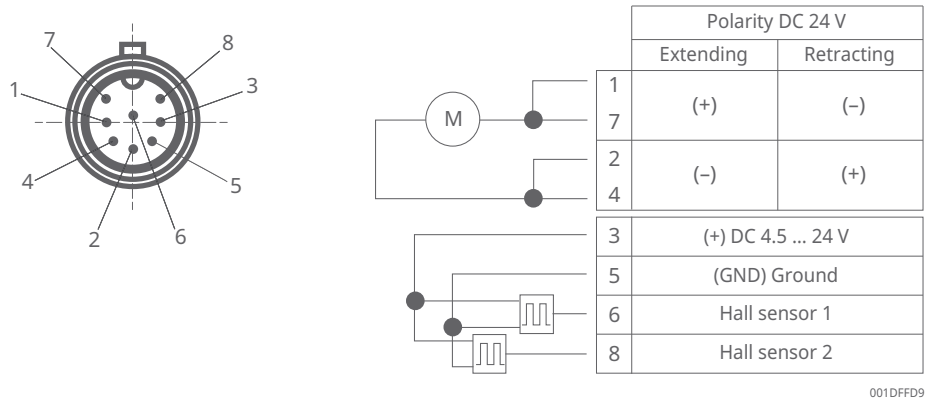 7
8
1
3
4
5
2
6
Polarity DC 24 V
Extending Retracting
M
1
7
(+) (–)
2
4
(–) (+)
3 (+) DC 4.5 ... 24 V
5 (GND) Ground
6 Hall sensor 1
8 Hall sensor 2
001DFFD9